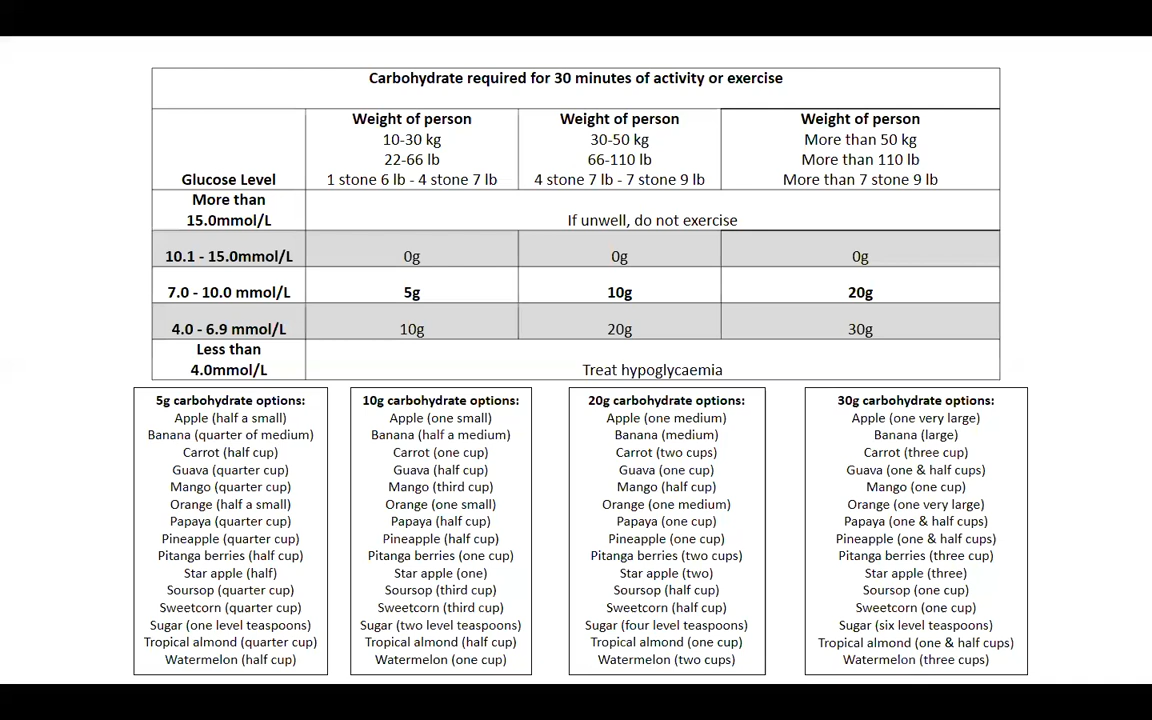 Carbohydrate required for 30 minutes of activity or exercise
Glucose Level
Weight of person
10-30 kg
22-66 lb
1 stone 6 lb - 4 stone 7 lb
Weight of person
30-50 kg
66-110 lb
4 stone 7 lb - 7 stone 9 lb
Weight of person
More than 50 kg
More than 110 lb
More than 7 stone 9 lb
More than
15.0mmol/L
If unwell, do not exercise
10.1 - 15.0mmol/L 0g 0g 0g
7.0 - 10.0 mmol/L 5g 10g 20g
4.0 - 6.9 mmol/L 10g 20g 30g
Less than
4.0mmol/L
Treat hypoglycaemia
5g carbohydrate options:
Apple (half a small)
Banana (quarter of medium)
Carrot (half cup)
Guava (quarter cup)
Mango (quarter cup)
Orange (half a small)
Papaya (quarter cup)
Pineapple (quarter cup)
Pitanga berries (half cup)
Star apple (half)
Soursop (quarter cup)
Sweetcorn (quarter cup)
Sugar (one level teaspoons)
Tropical almond (quarter cup)
Watermelon (half cup)
10g carbohydrate options:
Apple (one small)
Banana (half a medium)
Carrot (one cup)
Guava (half cup)
Mango (third cup)
Orange (one small)
Papaya (half cup)
Pineapple (half cup)
Pitanga berries (one cup)
Star apple (one)
Soursop (third cup)
Sweetcorn (third cup)
Sugar (two level teaspoons)
Tropical almond (half cup)
Watermelon (one cup)
20g carbohydrate options:
Apple (one medium)
Banana (medium)
Carrot (two cups)
Guava (one cup)
Mango (half cup)
Orange (one medium)
Papaya (one cup)
Pineapple (one cup)
Pitanga berries (two cups)
Star apple (two)
Soursop (half cup)
Sweetcorn (half cup)
Sugar (four level teaspoons)
Tropical almond (one cup)
Watermelon (two cups)
30g carbohydrate options:
Apple (one very large)
Banana (large)
Carrot (three cup)
Guava (one & half cups)
Mango (one cup)
Orange (one very large)
Papaya (one & half cups)
Pineapple (one & half cups)
Pitanga berries (three cup)
Star apple (three)
Soursop (one cup)
Sweetcorn (one cup)
Sugar (six level teaspoons)
Tropical almond (one & half cups)
Watermelon (three cups)